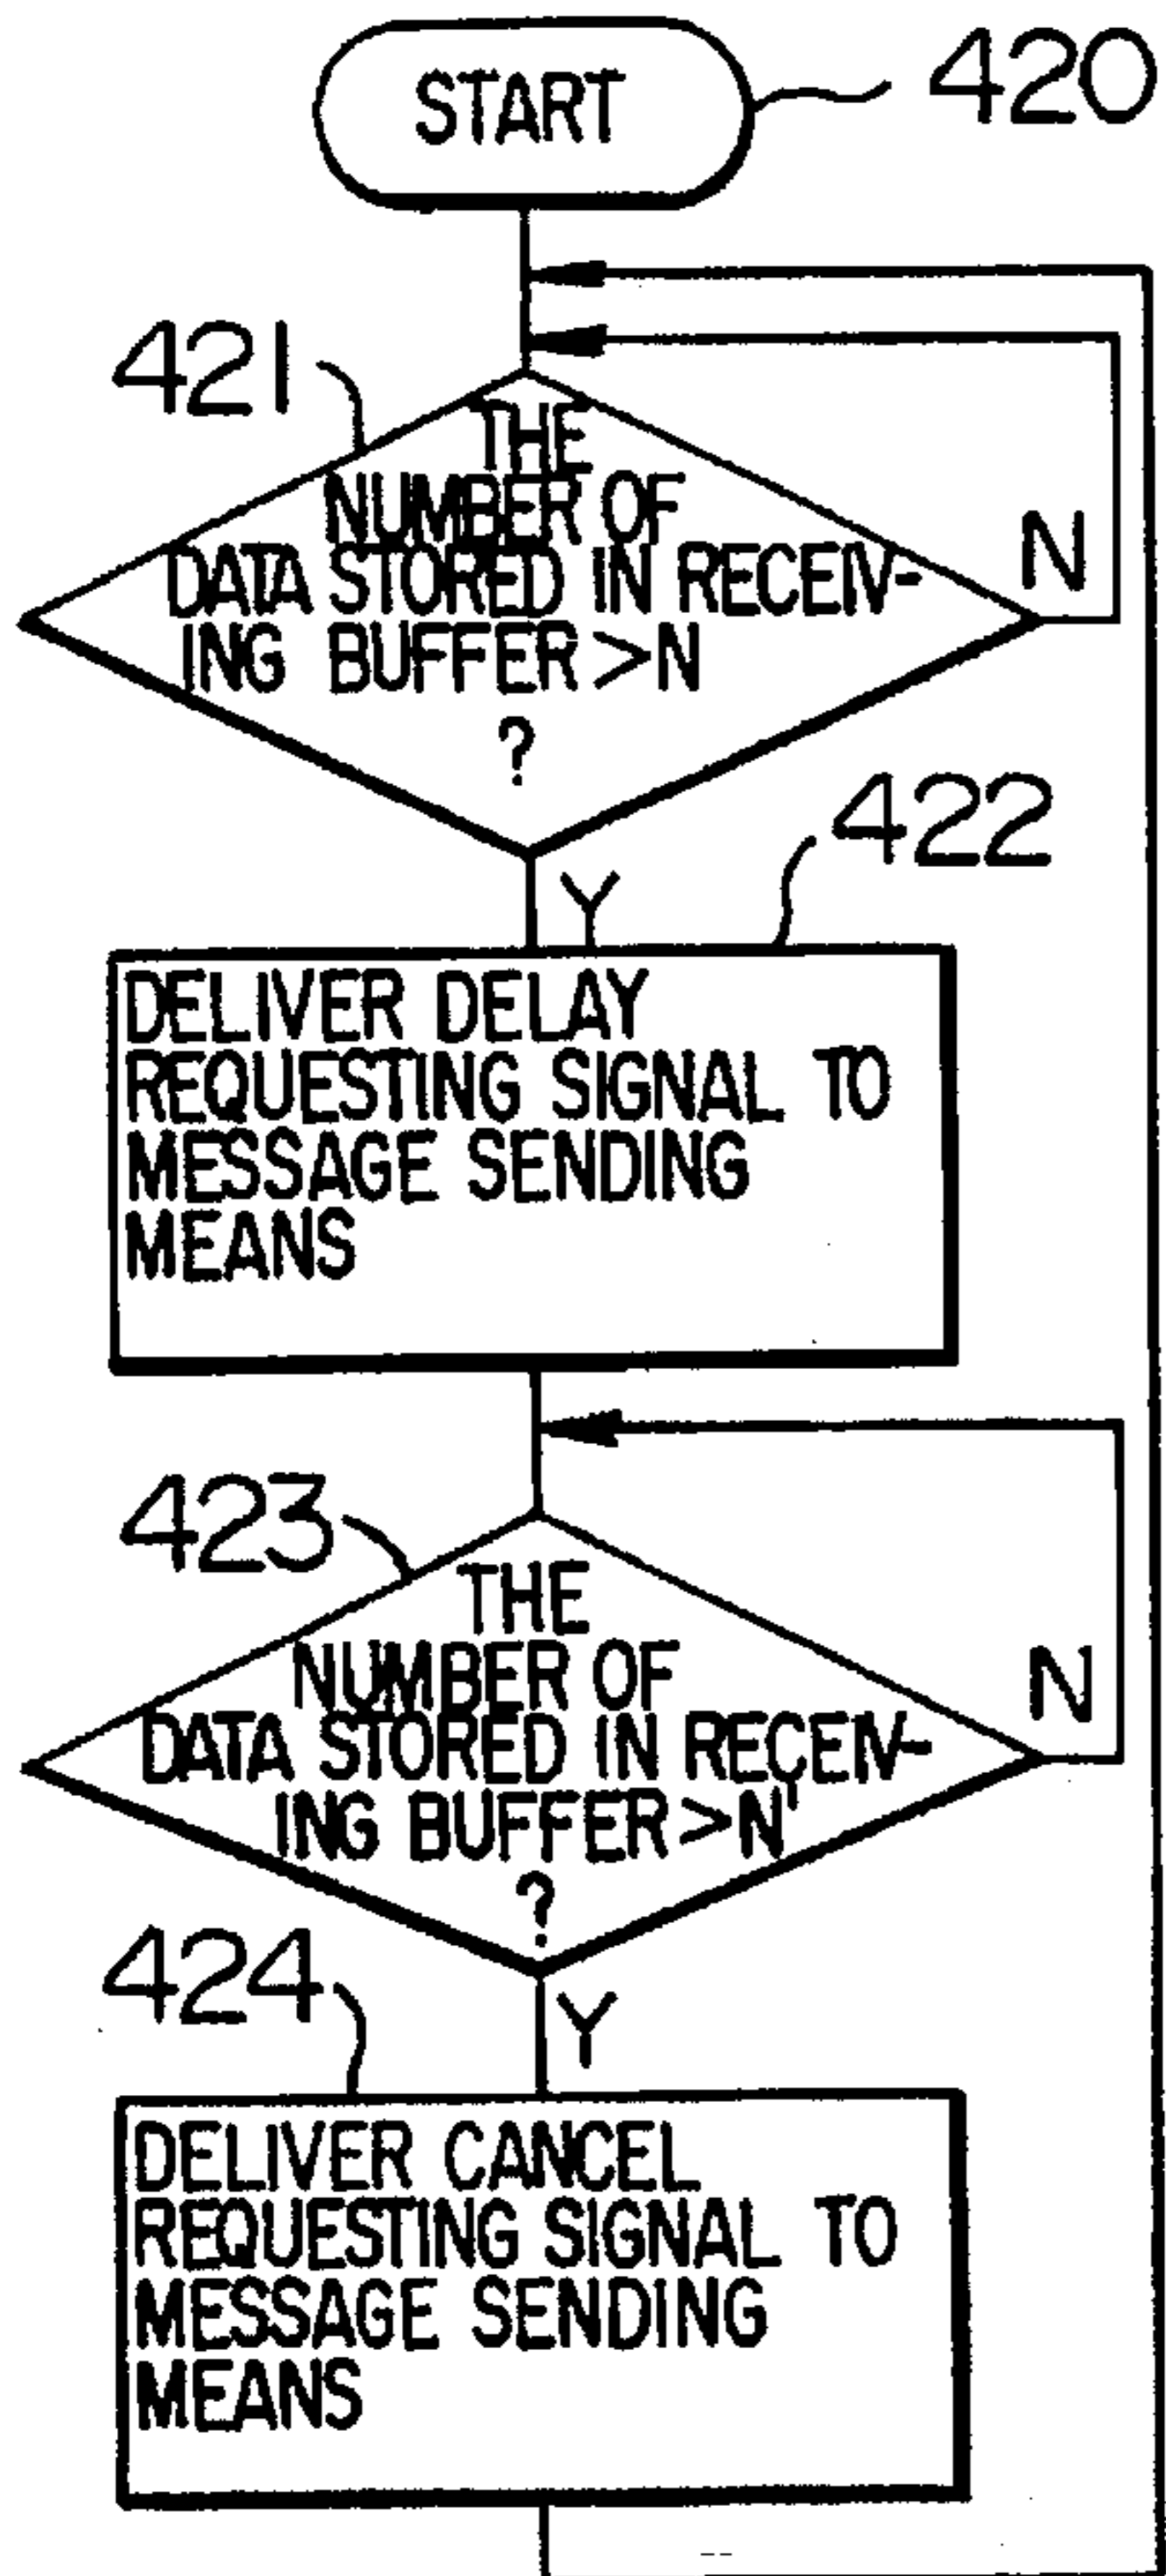 START
420
421
THE
NUMBER OF
DATA STORED IN RECEIV-
ING BUFFER>N
?
N
Y
422
DELIVER DELAY
REQUESTING SIGNAL TO
MESSAGE SENDING
MEANS
423
THE
NUMBER OF
DATA STORED IN RECEIV-
ING BUFFER>N'
?
N
Y
424
DELIVER CANCEL
REQUESTING SIGNAL TO
MESSAGE SENDING
MEANS